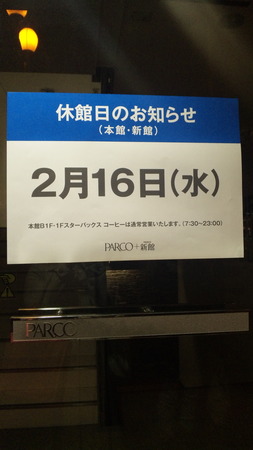 休館日のお知らせ
(本館・新館)
2月16日(水)
本館B1F・1Fスターバックス コーヒーは通常営業いたします。(7:30~23:00)
PARCO+新館
PARCO